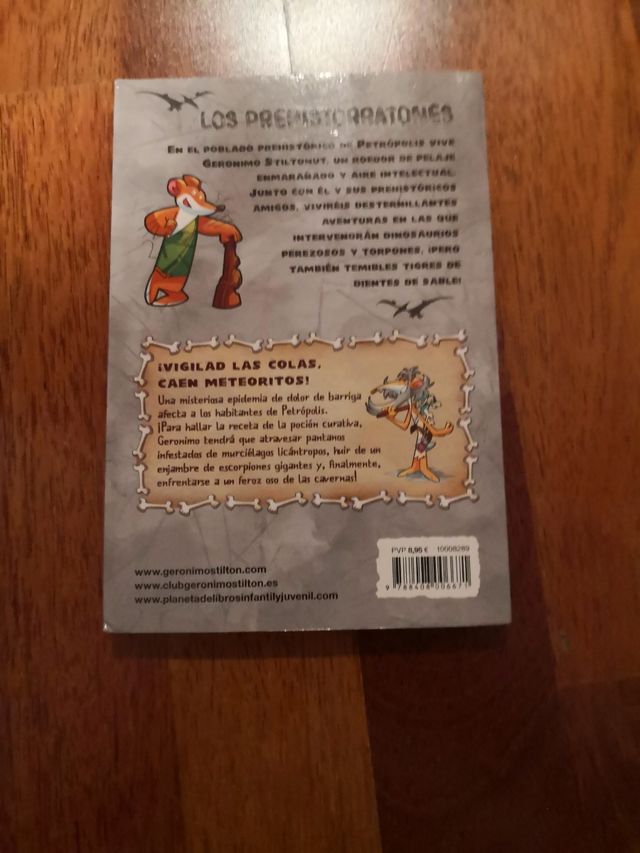 LOS PREHISTORRATONES
EN EL POBLADO PREHISTÓRICO DE PETRÓPOLIS VIVE
GERONIMO STILTONUT, UN ROEDOR DE PELAJE
ENMARAÑADO Y AIRE INTELECTUAL.
JUNTO CON ÉL Y SUS PREHISTÓRICOS
AMIGOS, VIVIRÉIS DESTERNILLANTES
AVENTURAS EN LAS QUE
INTERVENDRÁN DINOSAURIOS
PEREZOSOS Y TORPONES, ¡PERO
TAMBIÉN TEMIBLES TIGRES DE
DIENTES DE SABLE!
¡VIGILAD LAS COLAS,
CAEN METEORITOS!
Una misteriosa epidemia de dolor de barriga
afecta a los habitantes de Petrópolis.
¡Para hallar la receta de la poción curativa,
Geronimo tendrá que atravesar pantanos
infestados de murciélagos licántropos, huir de un
enjambre de escorpiones gigantes y, finalmente,
enfrentarse a un feroz oso de las cavernas!
PVP 8,95 € 10008289
9 788408 006671
www.geronimostilton.com
www.clubgeronimostilton.es
www.planetadelibrosinfantilyjuvenil.com